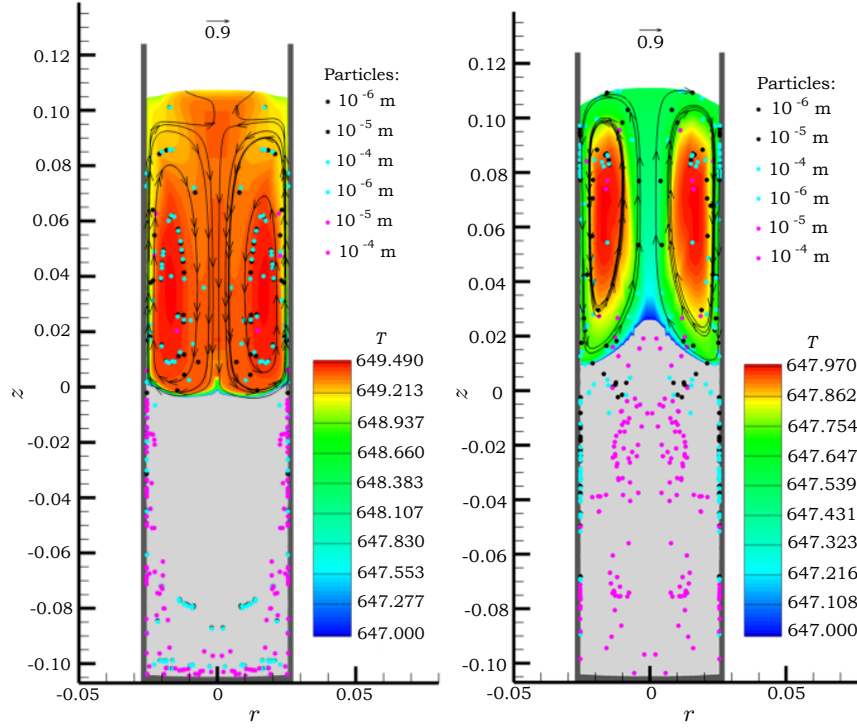 0.9
Particles:
10⁻⁶ m
10⁻⁵ m
10⁻⁴ m
10⁻⁶ m
10⁻⁵ m
10⁻⁴ m
T
649.490
649.213
648.937
648.660
648.383
648.107
647.830
647.553
647.277
647.000
z
0.12
0.10
0.08
0.06
0.04
0.02
0
-0.02
-0.04
-0.06
-0.08
-0.10
-0.05
0
0.05
r
0.9
Particles:
10⁻⁶ m
10⁻⁵ m
10⁻⁴ m
10⁻⁶ m
10⁻⁵ m
10⁻⁴ m
T
647.970
647.862
647.754
647.647
647.539
647.431
647.323
647.216
647.108
647.000
z
0.12
0.10
0.08
0.06
0.04
0.02
0
-0.02
-0.04
-0.06
-0.08
-0.10
-0.05
0
0.05
r